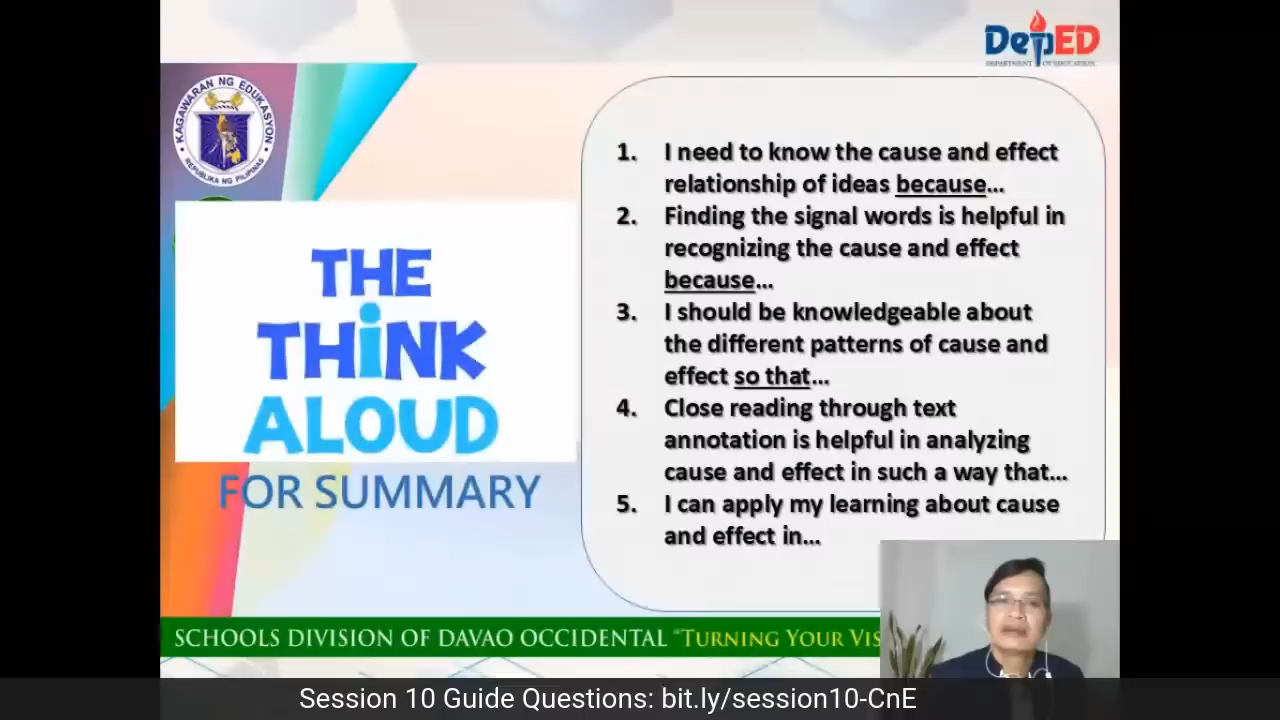 DepED
DEPARTMENT OF EDUCATION
KAGAWARAN NG EDUKASYON
REPUBLIKA NG PILIPINAS
THE
THiNK
ALOUD
FOR SUMMARY
1. I need to know the cause and effect
relationship of ideas because...
2. Finding the signal words is helpful in
recognizing the cause and effect
because...
3. I should be knowledgeable about
the different patterns of cause and
effect so that...
4. Close reading through text
annotation is helpful in analyzing
cause and effect in such a way that...
5. I can apply my learning about cause
and effect in...
SCHOOLS DIVISION OF DAVAO OCCIDENTAL "TURNING YOUR VIS
Session 10 Guide Questions: bit.ly/session10-CnE